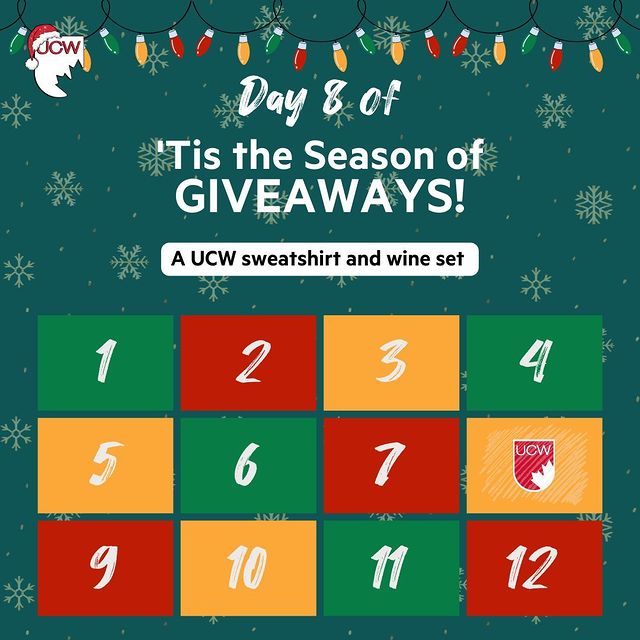 UCW
Day 8 of
'Tis the Season of
GIVEAWAYS!
A UCW sweatshirt and wine set
1 2 3 4
5 6 7 UCW
9 10 11 12